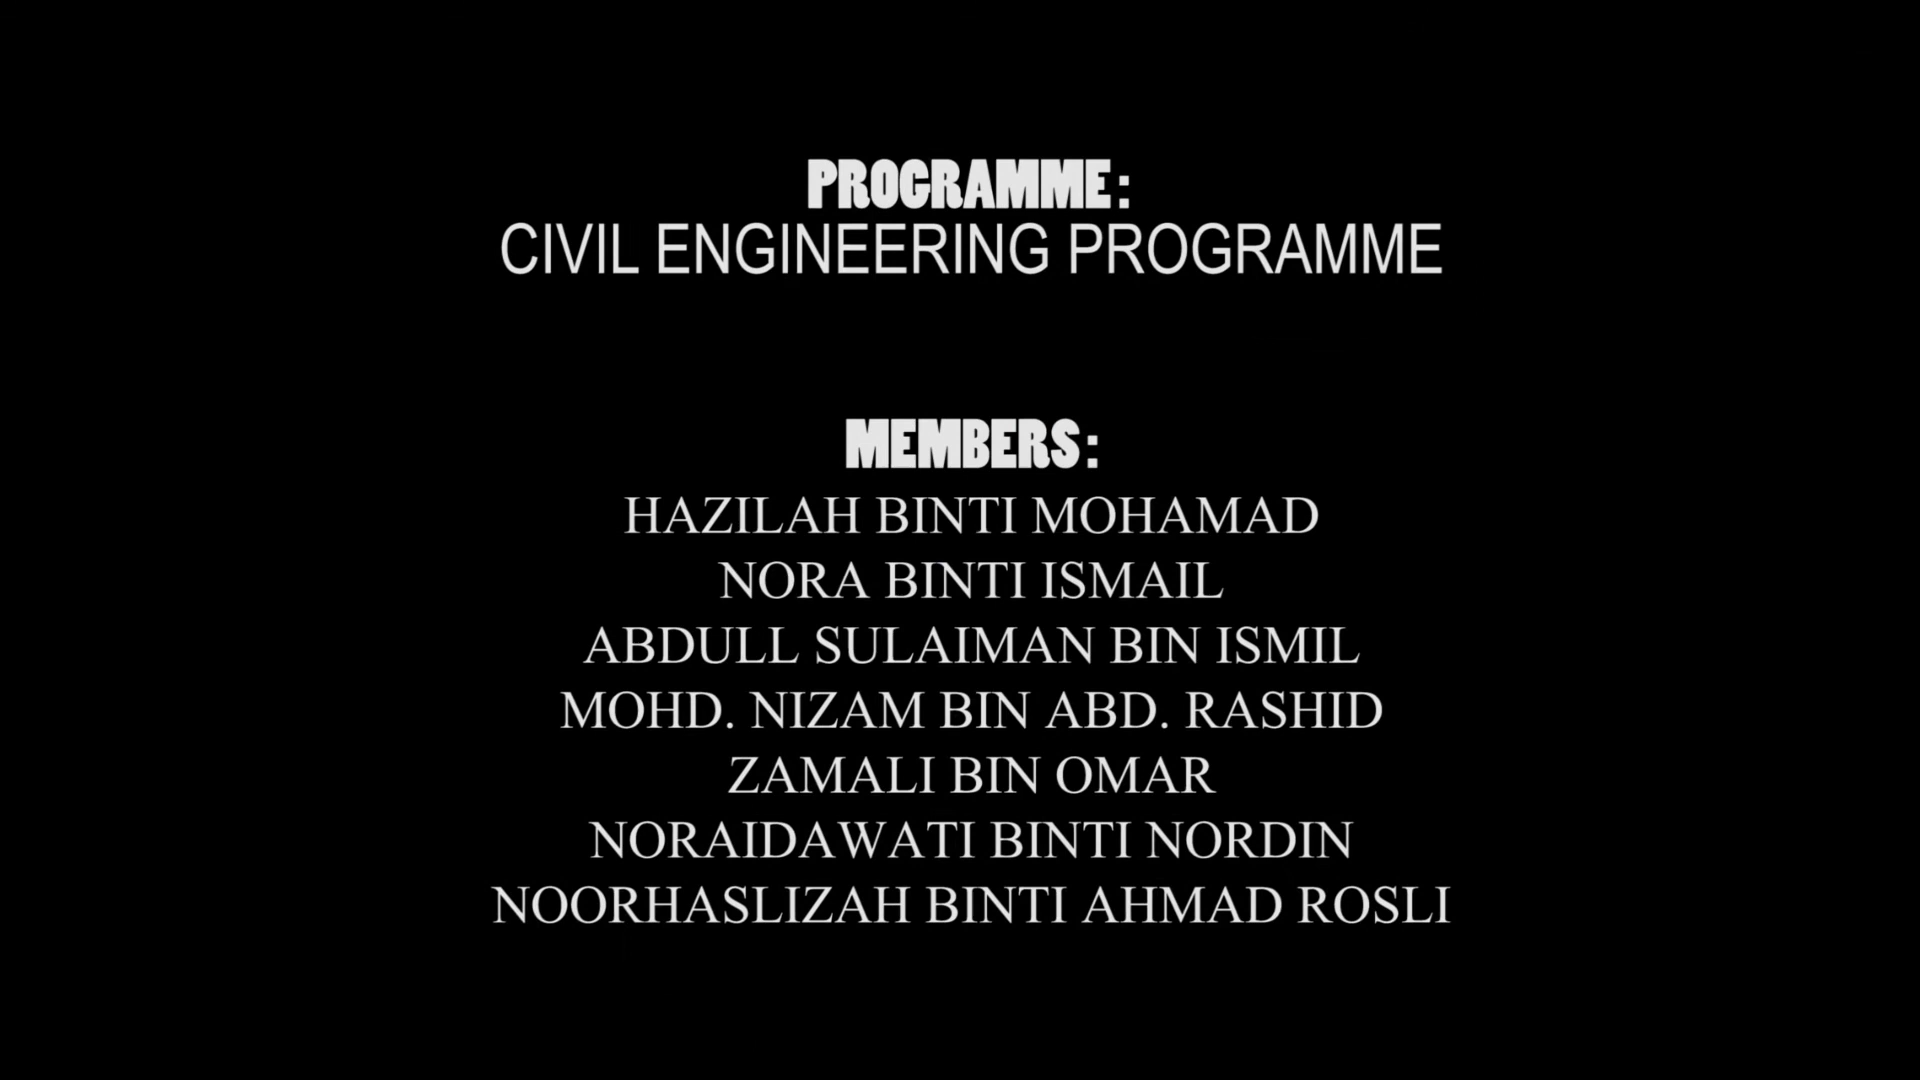 PROGRAMME:
CIVIL ENGINEERING PROGRAMME
MEMBERS:
HAZILAH BINTI MOHAMAD
NORA BINTI ISMAIL
ABDULL SULAIMAN BIN ISMIL
MOHD. NIZAM BIN ABD. RASHID
ZAMALI BIN OMAR
NORAIDAWATI BINTI NORDIN
NOORHASLIZAH BINTI AHMAD ROSLI